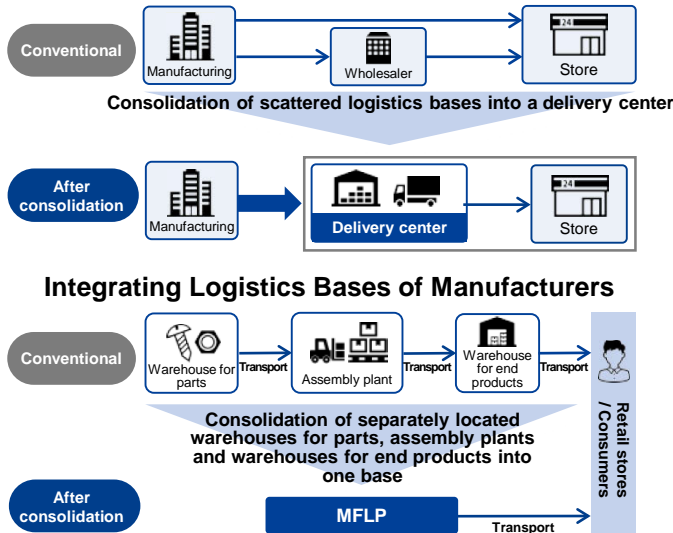 Conventional
Manufacturing
Wholesaler
24
Store
Consolidation of scattered logistics bases into a delivery center
After
consolidation
Manufacturing
Delivery center
24
Store
Integrating Logistics Bases of Manufacturers
Conventional
Warehouse for
parts
Transport
Assembly plant
Transport
Warehouse
for end
products
Transport
Retail stores
/ Consumers
Consolidation of separately located
warehouses for parts, assembly plants
and warehouses for end products into
one base
After
consolidation
MFLP
Transport